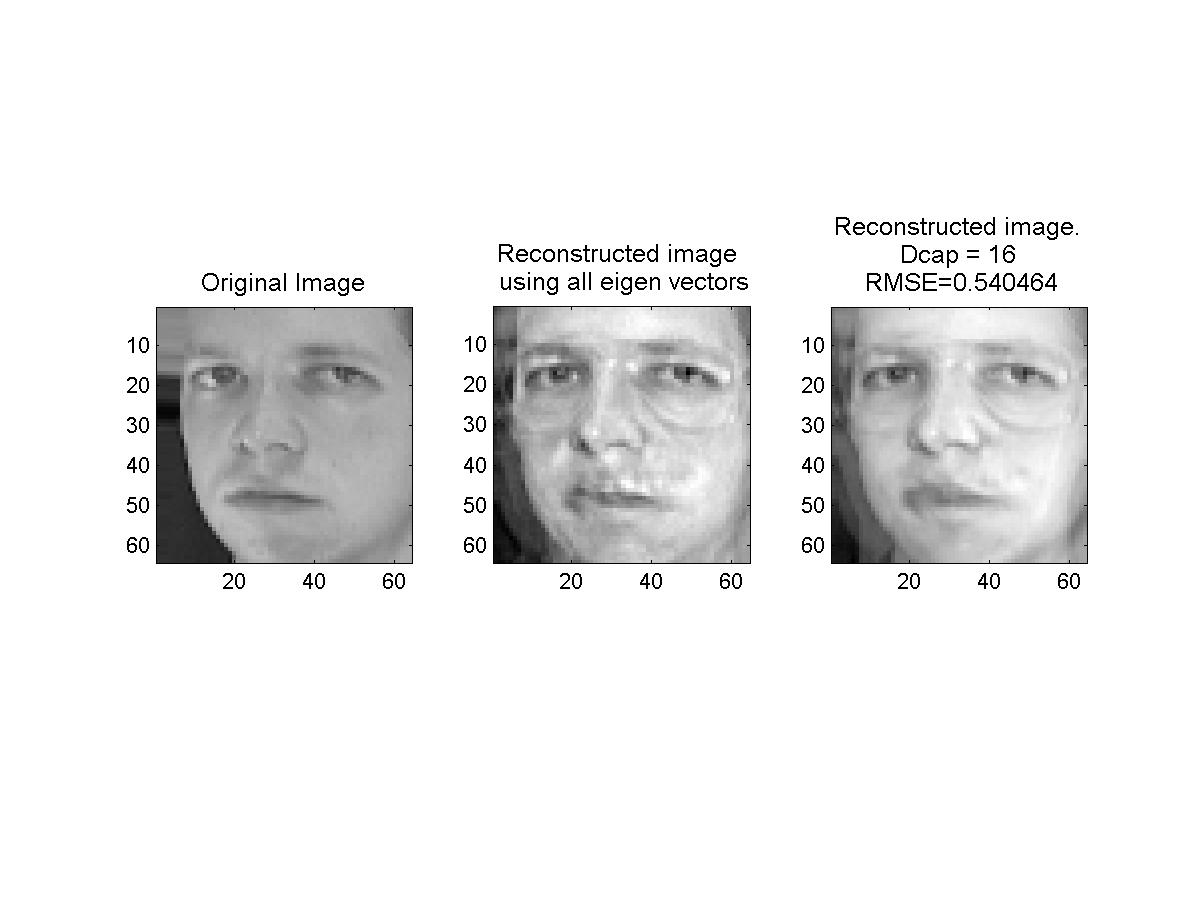 Original Image
10
20
30
40
50
60
20 40 60
Reconstructed image
using all eigen vectors
10
20
30
40
50
60
20 40 60
Reconstructed image.
Dcap = 16
RMSE=0.540464
10
20
30
40
50
60
20 40 60